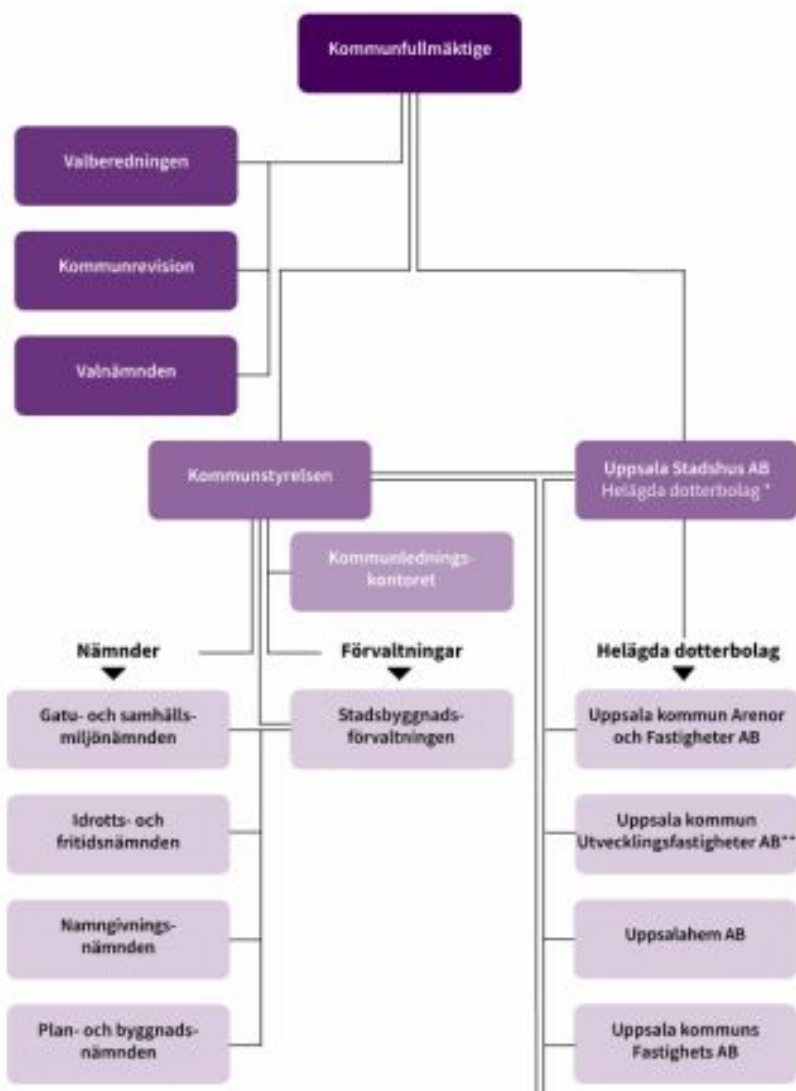 Kommunfullmäktige
Valberedningen
Kommunrevision
Valnämnden
Kommunstyrelsen
Uppsala Stadshus AB
Helägda dotterbolag *
Kommunlednings-
kontoret
Nämnder
Förvaltningar
Helägda dotterbolag
Gatu- och samhälls-
miljönämnden
Stadsbyggnads-
förvaltningen
Uppsala kommun Arenor
och Fastigheter AB
Idrotts- och
fritidsnämnden
Uppsala kommun
Utvecklingsfastigheter AB**
Namngivnings-
nämnden
Uppsalahem AB
Plan- och byggnads-
nämnden
Uppsala kommuns
Fastighets AB